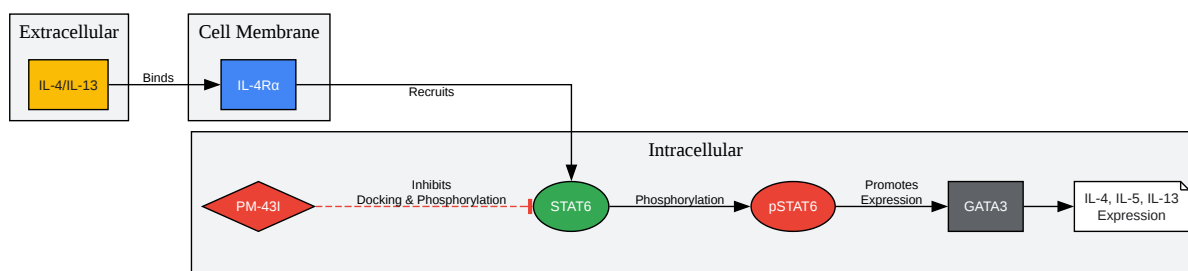 Extracellular
Cell Membrane
IL-4/IL-13
Binds
IL-4Rα
Recruits
Intracellular
PM-43I
Inhibits
Docking & Phosphorylation
STAT6
Phosphorylation
pSTAT6
Promotes
Expression
GATA3
IL-4, IL-5, IL-13
Expression